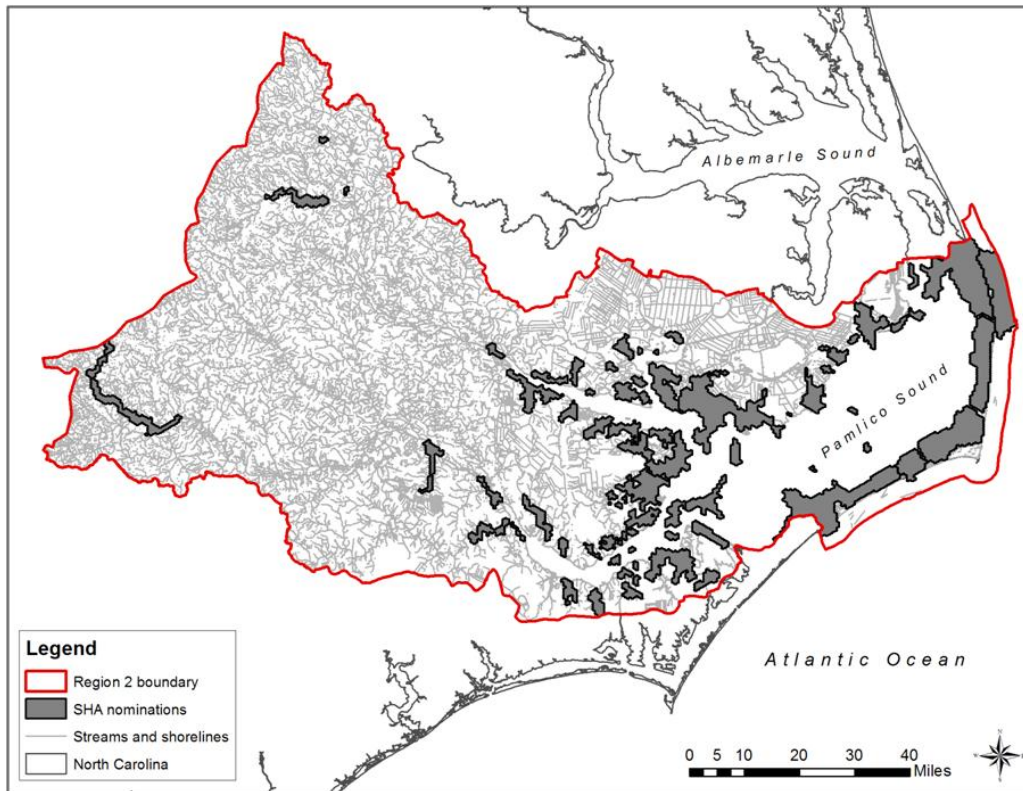 Albemarle Sound
Pamlico Sound
Atlantic Ocean
Legend
Region 2 boundary
SHA nominations
Streams and shorelines
North Carolina
0 5 10 20 30 40
Miles